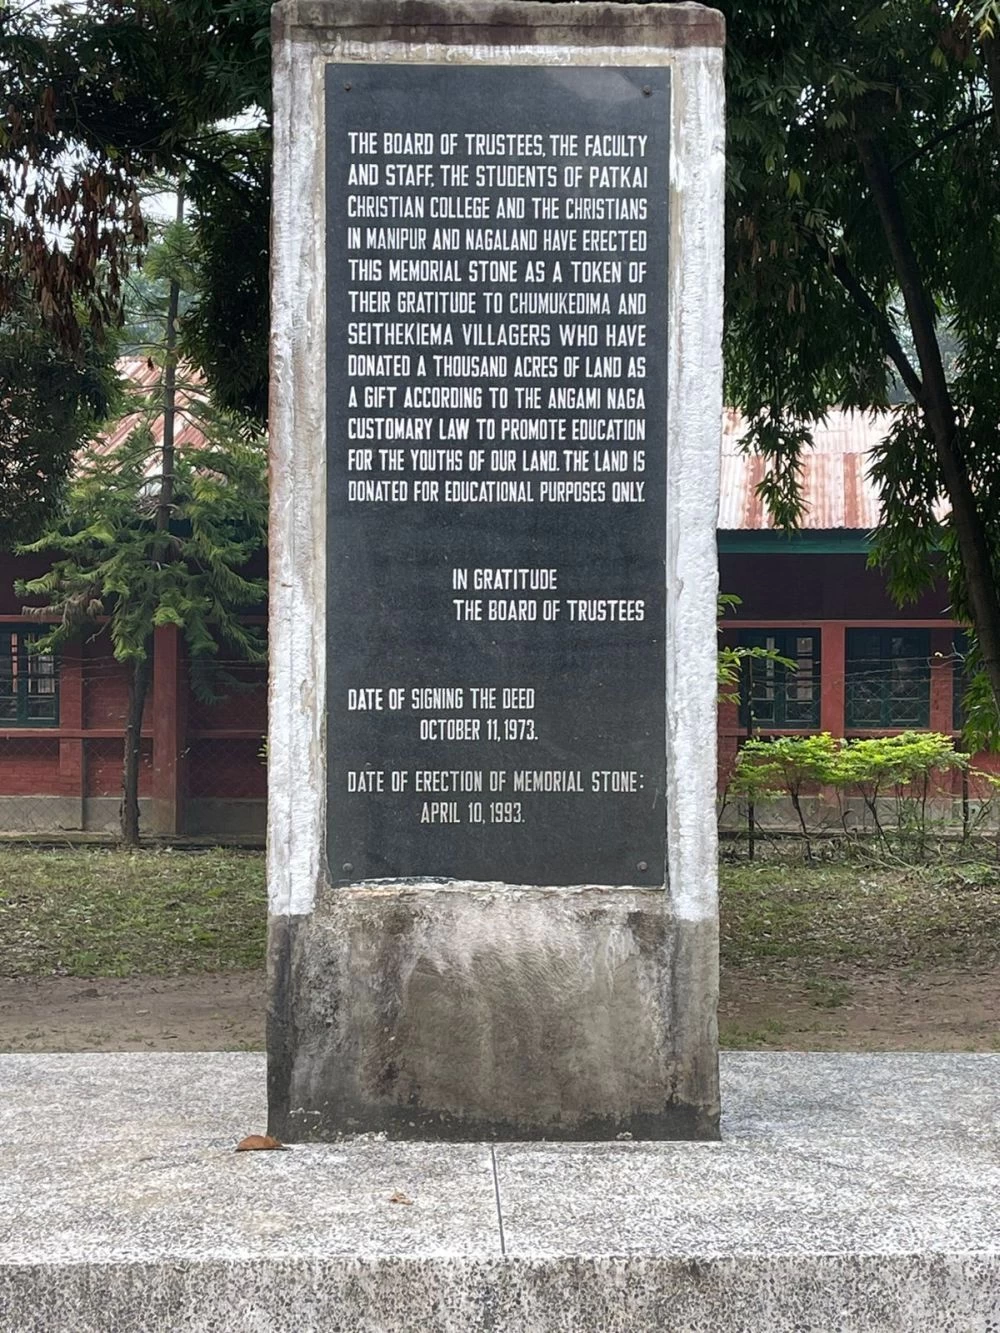 THE BOARD OF TRUSTEES, THE FACULTY
AND STAFF, THE STUDENTS OF PATKAI
CHRISTIAN COLLEGE AND THE CHRISTIANS
IN MANIPUR AND NAGALAND HAVE ERECTED
THIS MEMORIAL STONE AS A TOKEN OF
THEIR GRATITUDE TO CHUMUKEDIMA AND
SEITHEKIEMA VILLAGERS WHO HAVE
DONATED A THOUSAND ACRES OF LAND AS
A GIFT ACCORDING TO THE ANGAMI NAGA
CUSTOMARY LAW TO PROMOTE EDUCATION
FOR THE YOUTHS OF OUR LAND. THE LAND IS
DONATED FOR EDUCATIONAL PURPOSES ONLY.
IN GRATITUDE
THE BOARD OF TRUSTEES
DATE OF SIGNING THE DEED
OCTOBER 11, 1973.
DATE OF ERECTION OF MEMORIAL STONE:
APRIL 10, 1993.